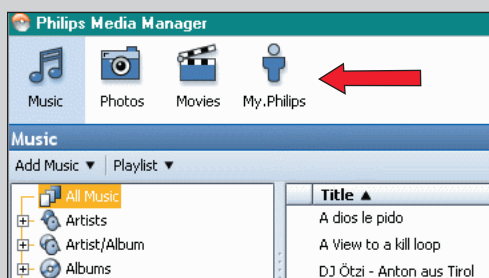 Philips Media Manager
Music Photos Movies My.Philips
Music
Add Music ▼ Playlist ▼
All Music
Artists
Artist/Album
Albums
Title ▲
A dios le pido
A View to a kill loop
DJ Ötzi - Anton aus Tirol